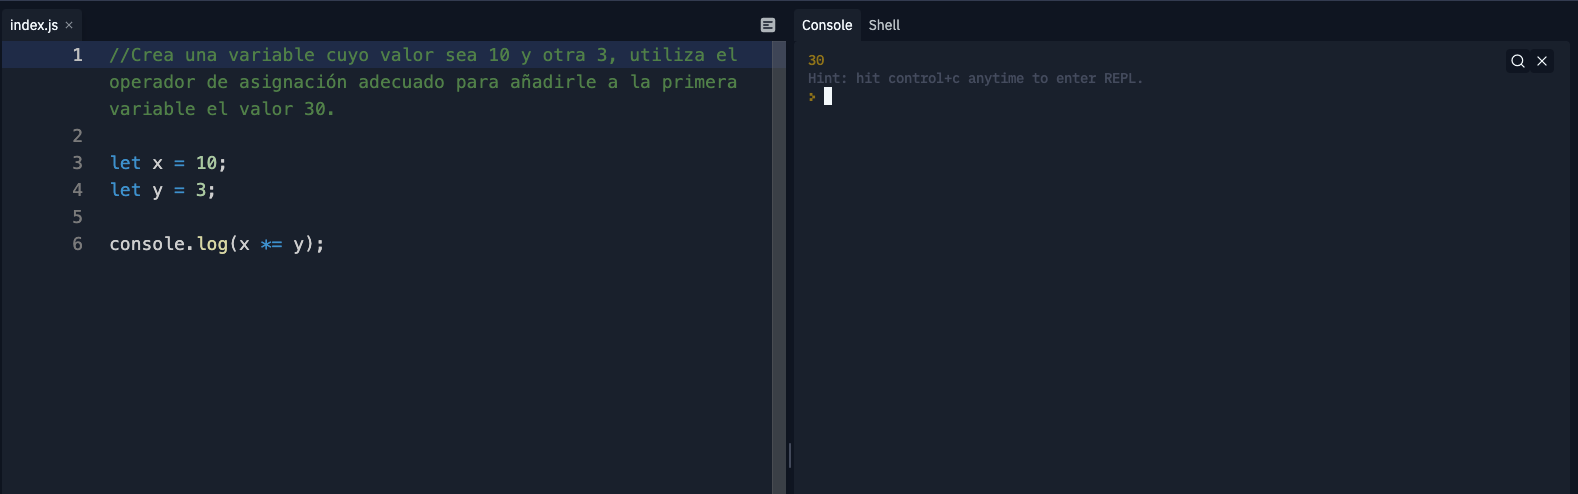 index.js ×
1 //Crea una variable cuyo valor sea 10 y otra 3, utiliza el
operador de asignación adecuado para añadirle a la primera
variable el valor 30.
2
3 let x = 10;
4 let y = 3;
5
6 console.log(x *= y);
Console Shell
30
Hint: hit control+c anytime to enter REPL.